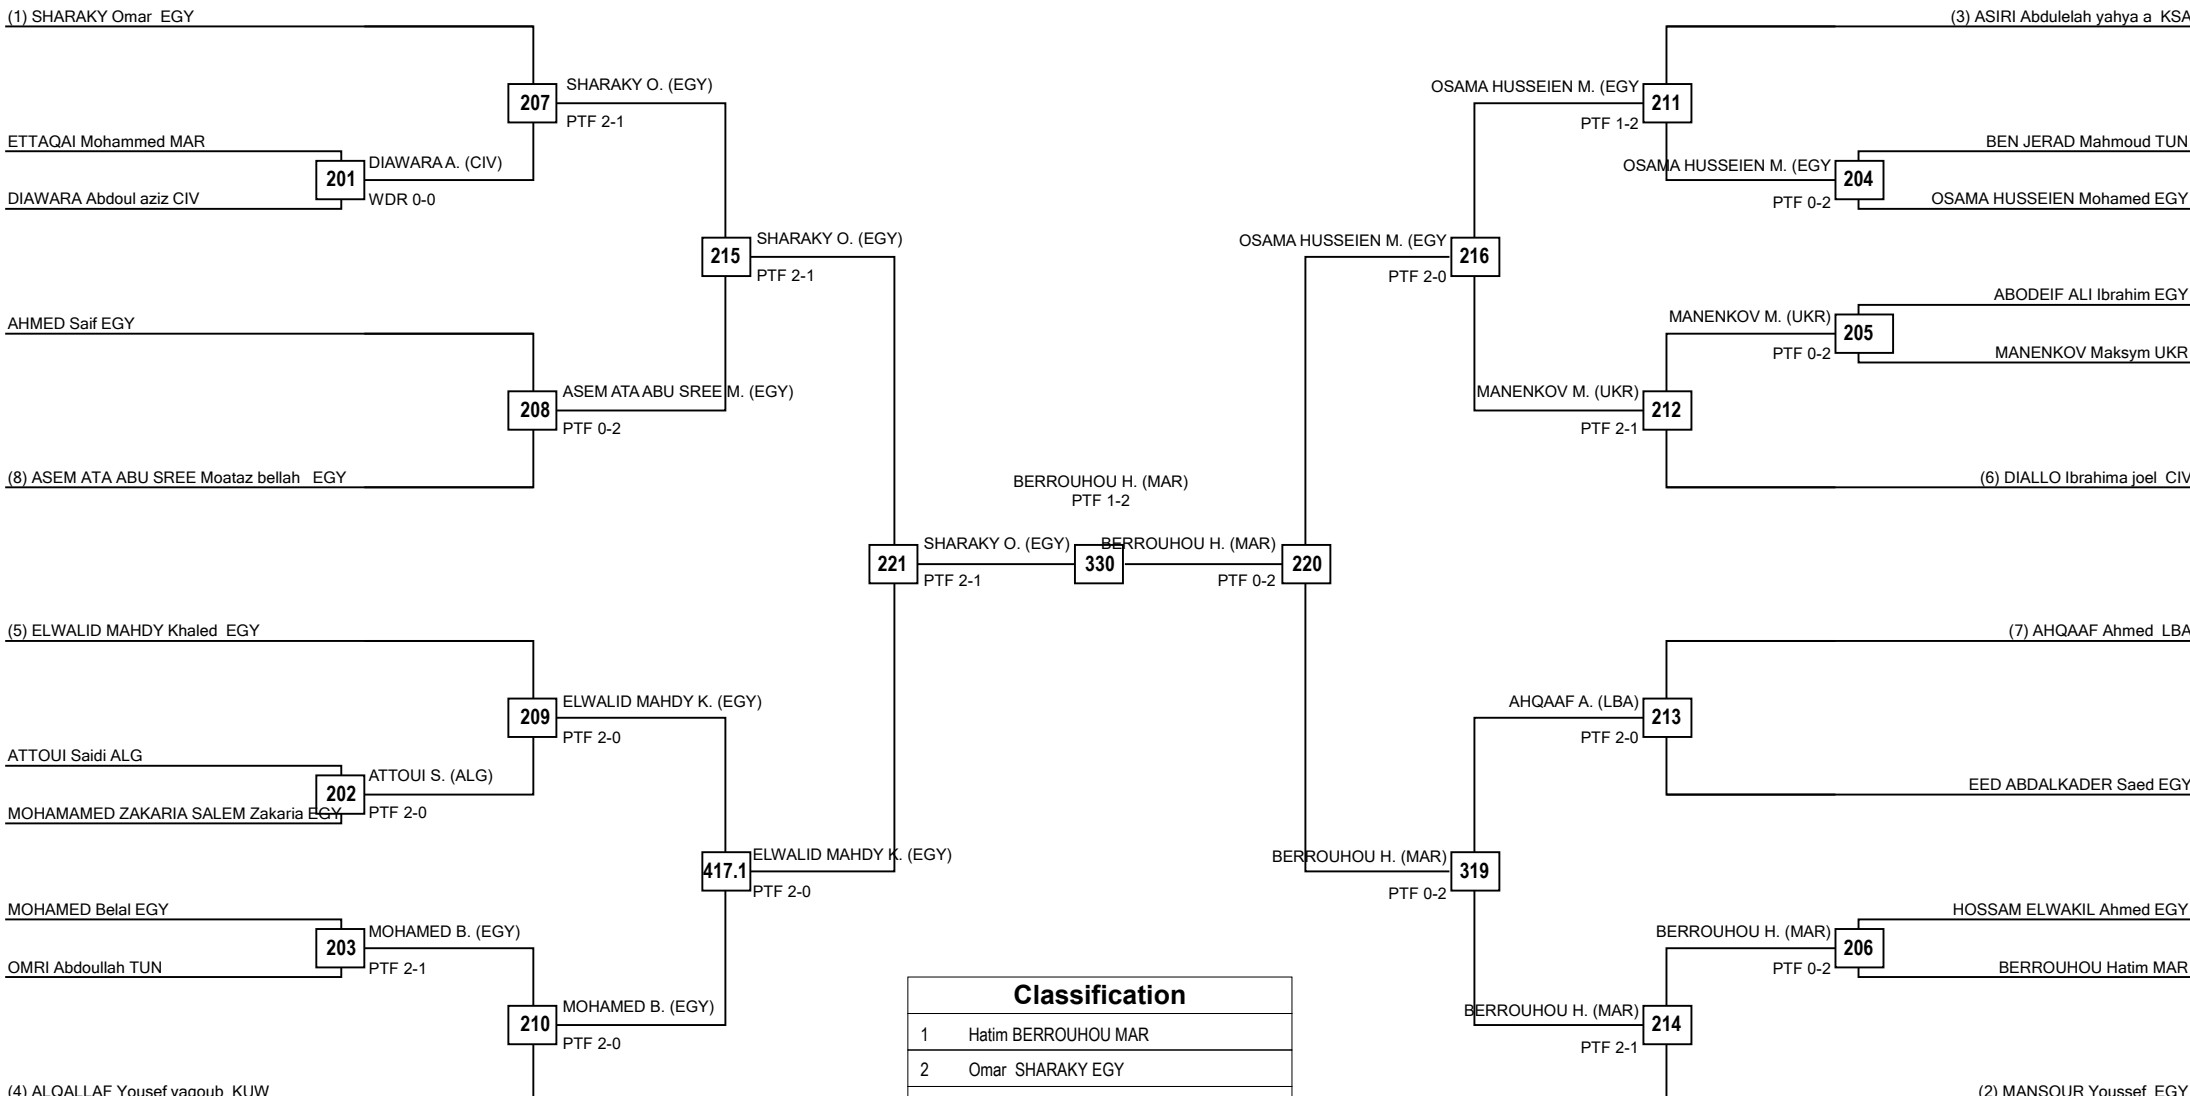 (1) SHARAKY Omar EGY
(3) ASIRI Abdulelah yahya a KSA
SHARAKY O. (EGY)
207
PTF 2-1
OSAMA HUSSEIEN M. (EGY
211
PTF 1-2
ETTAQAI Mohammed MAR
201
DIAWARA A. (CIV)
WDR 0-0
DIAWARA Abdoul aziz CIV
BEN JERAD Mahmoud TUN
OSAMA HUSSEIEN M. (EGY
204
PTF 0-2
OSAMA HUSSEIEN Mohamed EGY
215
SHARAKY O. (EGY)
PTF 2-1
OSAMA HUSSEIEN M. (EGY
216
PTF 2-0
AHMED Saif EGY
ABODEIF ALI Ibrahim EGY
MANENKOV M. (UKR)
205
PTF 0-2
MANENKOV Maksym UKR
208
ASEM ATA ABU SREE M. (EGY)
PTF 0-2
MANENKOV M. (UKR)
212
PTF 2-1
(8) ASEM ATA ABU SREE Moataz bellah EGY
(6) DIALLO Ibrahima joel CIV
BERROUHOU H. (MAR)
PTF 1-2
221
SHARAKY O. (EGY)
PTF 2-1
330
BERROUHOU H. (MAR)
PTF 0-2
220
(5) ELWALID MAHDY Khaled EGY
(7) AHQAAF Ahmed LBA
209
ELWALID MAHDY K. (EGY)
PTF 2-0
AHQAAF A. (LBA)
213
PTF 2-0
ATTOUI Saidi ALG
202
ATTOUI S. (ALG)
PTF 2-0
MOHAMAMED ZAKARIA SALEM Zakaria EGY
EED ABDALKADER Saed EGY
417.1
ELWALID MAHDY K. (EGY)
PTF 2-0
BERROUHOU H. (MAR)
319
PTF 0-2
MOHAMED Belal EGY
203
MOHAMED B. (EGY)
PTF 2-1
OMRI Abdoullah TUN
HOSSAM ELWAKIL Ahmed EGY
BERROUHOU H. (MAR)
206
PTF 0-2
BERROUHOU Hatim MAR
210
MOHAMED B. (EGY)
PTF 2-0
BERROUHOU H. (MAR)
214
PTF 2-1
Classification
1 Hatim BERROUHOU MAR
2 Omar SHARAKY EGY
(4) ALQALLAF Yousef yaqoub KUW
(2) MANSOUR Youssef EGY